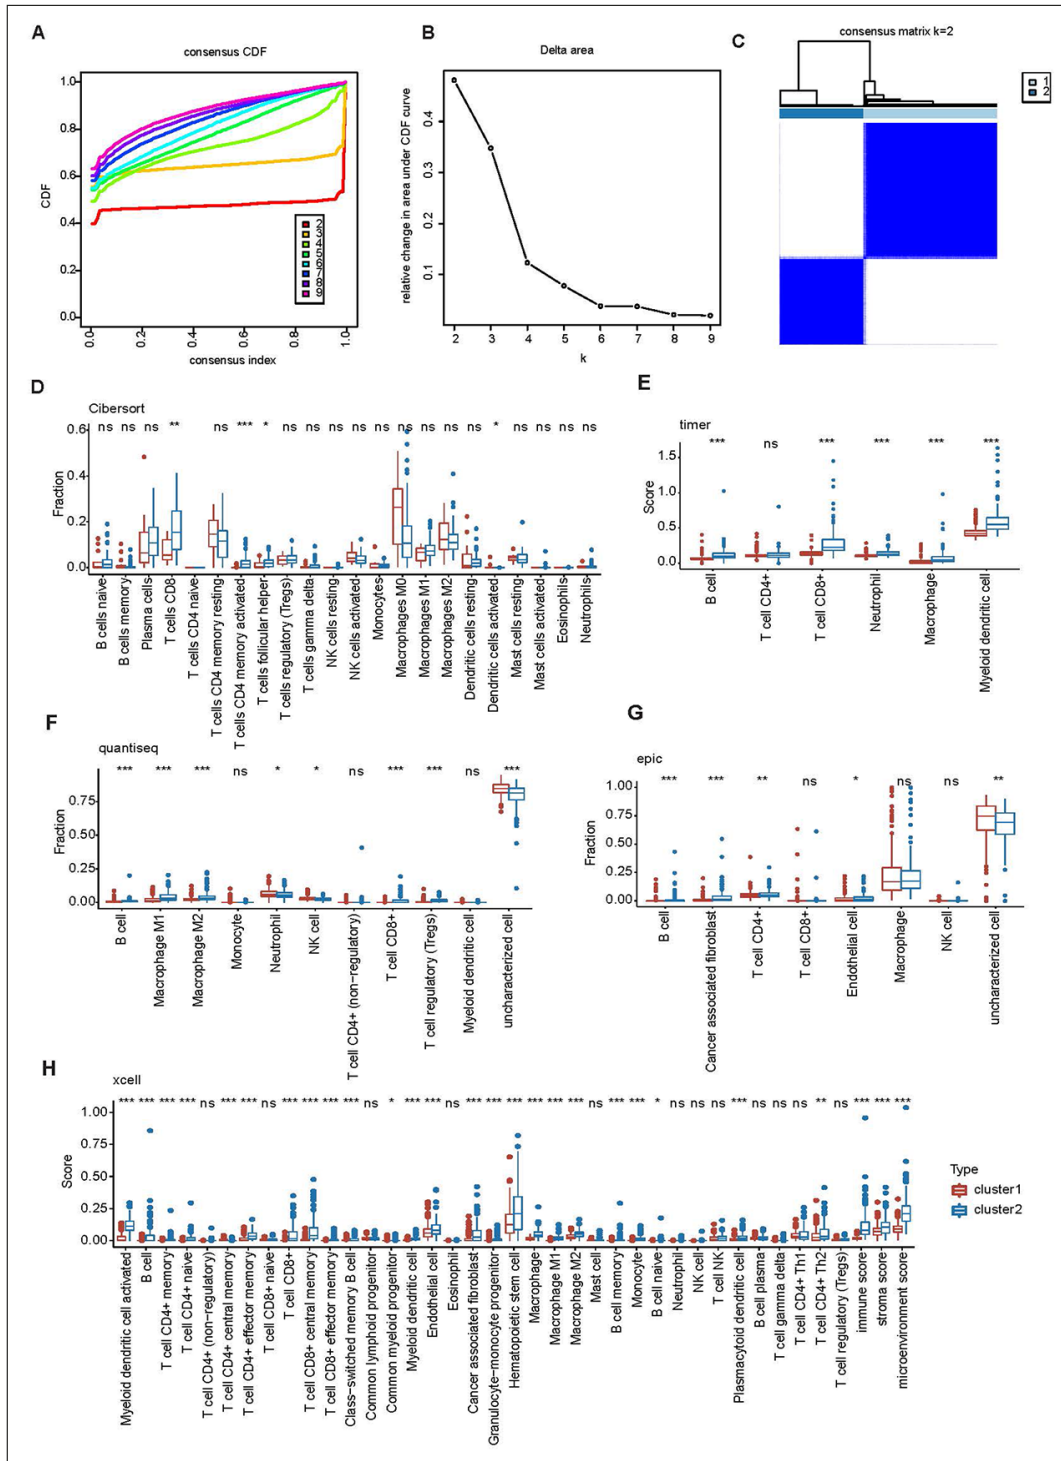 A
consensus CDF
CDF
1.0
0.8
0.6
0.4
0.2
0.0
2
3
4
5
6
7
8
9
0.0
0.2
0.4
0.6
0.8
1.0
consensus index
B
Delta area
relative change in area under CDF curve
0.4
0.3
0.2
0.1
2 3 4 5 6 7 8 9
k
C
consensus matrix k=2
1
2
D
Cibersort
ns ns ns ** ns *** * ns ns ns ns ns ns ns ns ns * ns ns ns ns
Fraction
0.6
0.4
0.2
0.0
B cells naive
B cells memory
Plasma cells
T cells CD8
T cells CD4 naive
T cells CD4 memory resting
T cells CD4 memory activated
T cells follicular helper
T cells regulatory (Tregs)
T cells gamma delta
NK cells resting
NK cells activated
Monocytes
Macrophages M0
Macrophages M1
Macrophages M2
Dendritic cells resting
Dendritic cells activated
Mast cells resting
Mast cells activated
Eosinophils
Neutrophils
E
timer
*** ns *** *** *** ***
Score
1.5
1.0
0.5
0.0
B cell
T cell CD4+
T cell CD8+
Neutrophil
Macrophage
Myeloid dendritic cell
F
quantiseq
*** *** *** ns * * ns *** *** ns ***
Fraction
0.75
0.50
0.25
0.00
B cell
Macrophage M1
Macrophage M2
Monocyte
Neutrophil
NK cell
T cell CD4+ (non-regulatory)
T cell CD8+
T cell regulatory (Tregs)
Myeloid dendritic cell
uncharacterized cell
G
epic
*** *** ** ns * ns ns **
Fraction
1.00
0.75
0.50
0.25
0.00
B cell
Cancer associated fibroblast
T cell CD4+
T cell CD8+
Endothelial cell
Macrophage
NK cell
uncharacterized cell
H
xcell
*** *** *** *** ns *** *** ns *** *** *** *** ns * *** *** ns *** *** *** *** *** *** ns *** *** * ns ns ns *** ns ns ns ** ns *** *** ***
Score
1.00
0.75
0.50
0.25
0.00
Myeloid dendritic cell activated
B cell
T cell CD4+ memory
T cell CD4+ naive
T cell CD4+ (non-regulatory)
T cell CD4+ central memory
T cell CD4+ effector memory
T cell CD8+ naive
T cell CD8+
T cell CD8+ central memory
T cell CD8+ effector memory
Class-switched memory B cell
Common lymphoid progenitor
Common myeloid progenitor
Myeloid dendritic cell
Endothelial cell
Eosinophil
Cancer associated fibroblast
Granulocyte-monocyte progenitor
Hematopoietic stem cell
Macrophage
Macrophage M1
Macrophage M2
Mast cell
B cell memory
Monocyte
B cell naive
Neutrophil
NK cell
T cell NK
Plasmacytoid dendritic cell
B cell plasma
T cell gamma delta
T cell CD4+ Th1
T cell CD4+ Th2
T cell regulatory (Tregs)
immune score
stroma score
microenvironment score
Type
cluster1
cluster2